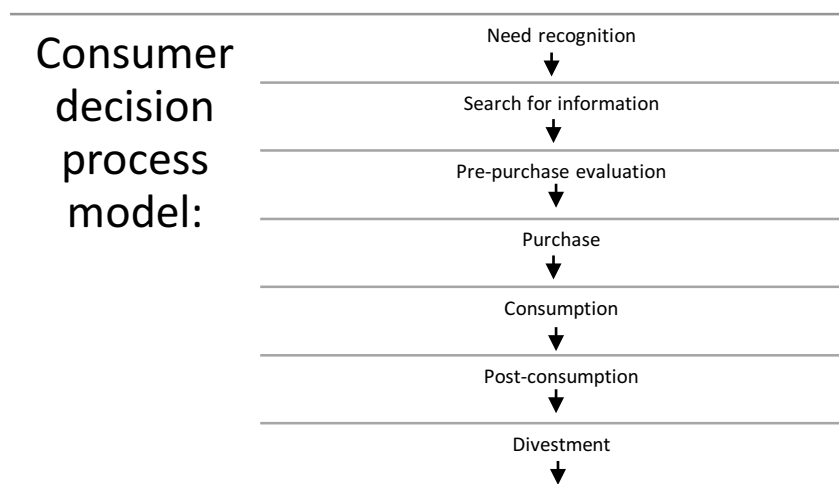 Consumer
decision
process
model:
Need recognition
Search for information
Pre-purchase evaluation
Purchase
Consumption
Post-consumption
Divestment